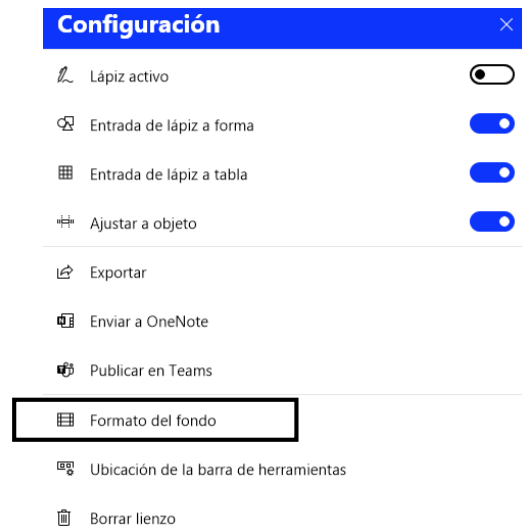 Configuración
Lápiz activo
Entrada de lápiz a forma
Entrada de lápiz a tabla
Ajustar a objeto
Exportar
Enviar a OneNote
Publicar en Teams
Formato del fondo
Ubicación de la barra de herramientas
Borrar lienzo